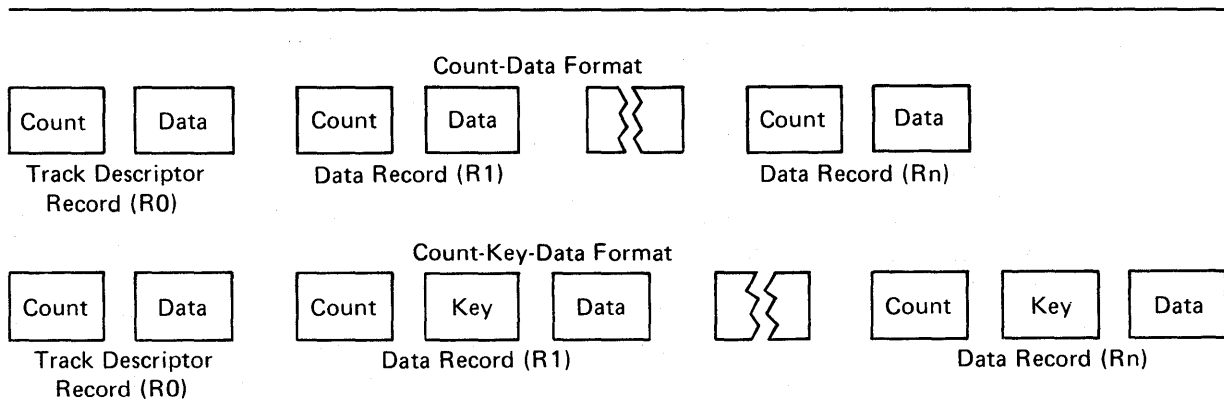 Count-Data Format
Count Data Count Data Count Data
Track Descriptor Data Record (R1) Data Record (Rn)
Record (R0)
Count-Key-Data Format
Count Data Count Key Data Count Key Data
Track Descriptor Data Record (R1) Data Record (Rn)
Record (R0)